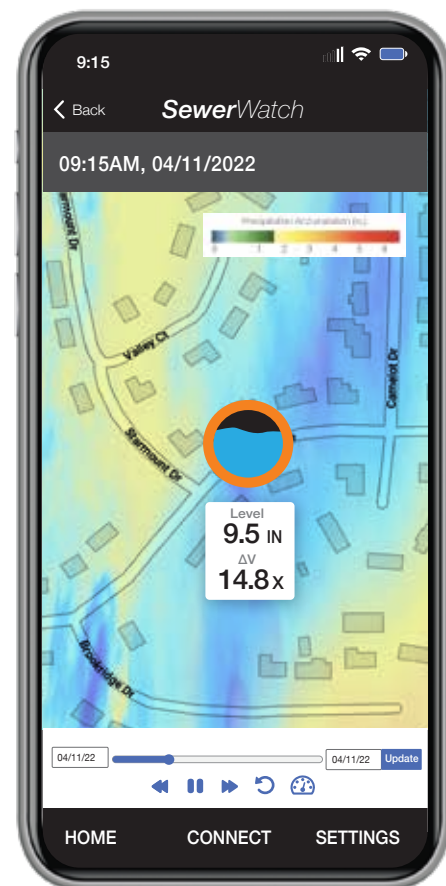 9:15
Back SewerWatch
09:15AM, 04/11/2022
Precipitation Accumulation (in.)
0 1 2 3 4 5 6
Valley Ct
Starmount Dr
Camelot Dr
Level
9.5 IN
ΔV
14.8x
Brookridge Dr
04/11/22 04/11/22 Update
HOME CONNECT SETTINGS